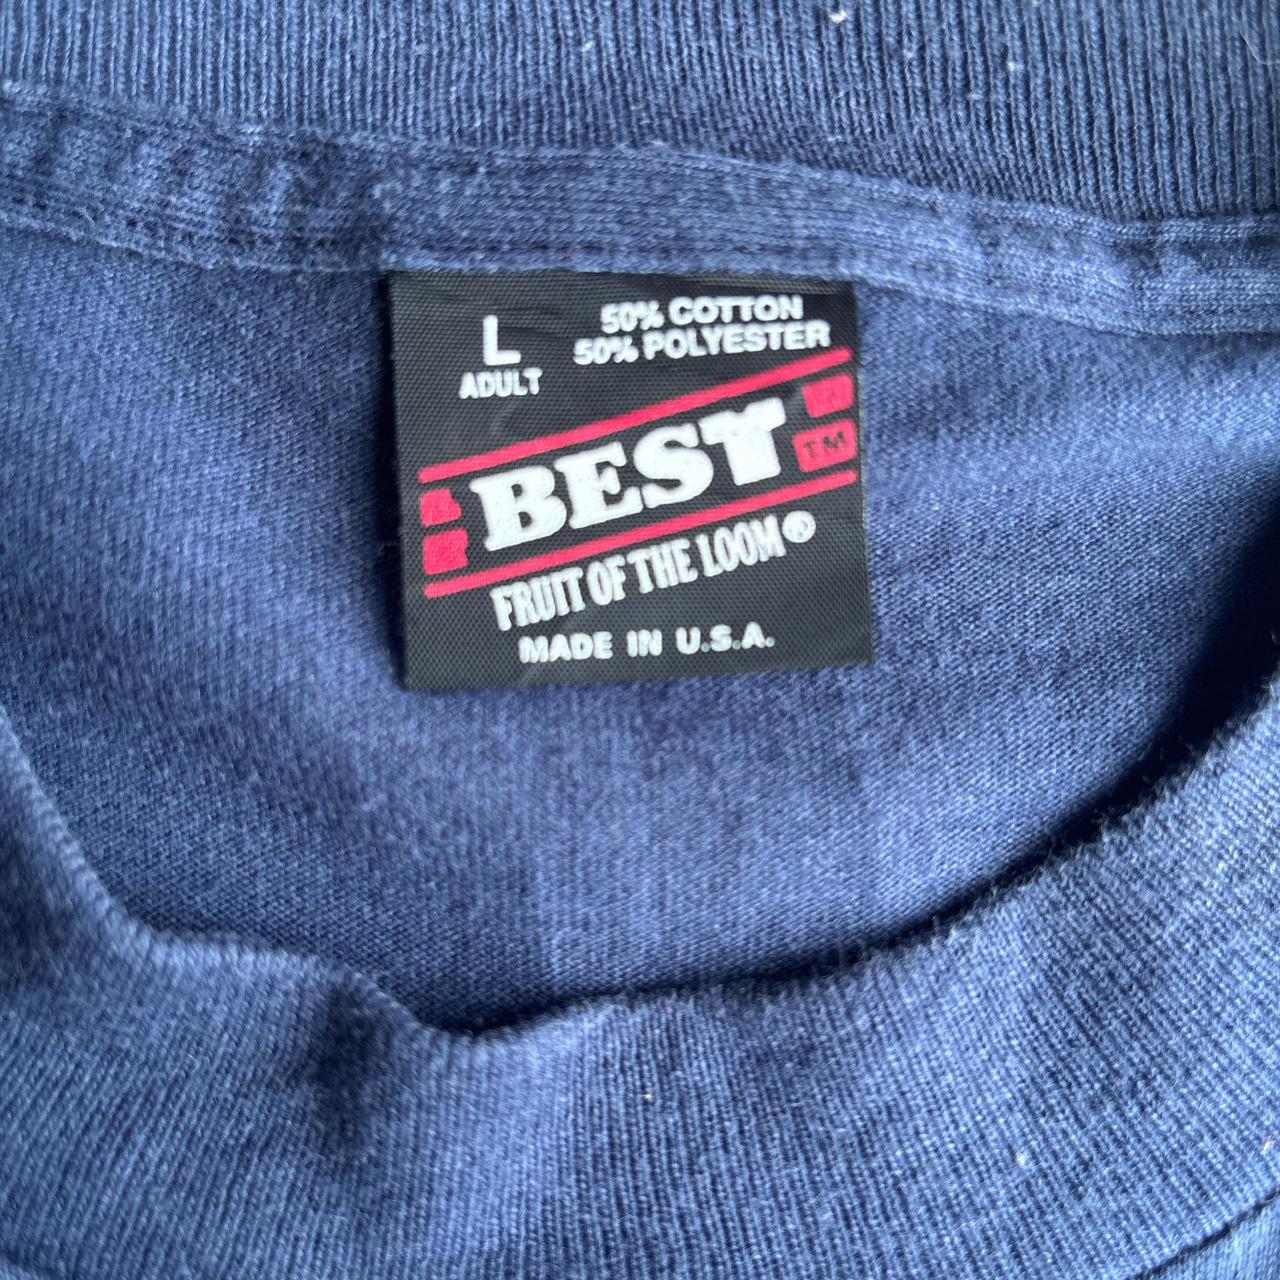 L
ADULT
50% COTTON
50% POLYESTER
BEST
TM
FRUIT OF THE LOOM®
MADE IN U.S.A.